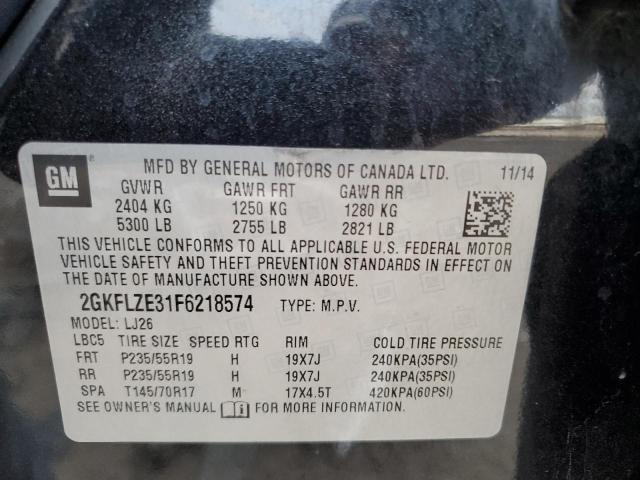 GM ®
MFD BY GENERAL MOTORS OF CANADA LTD. 11/14
GVWR GAWR FRT GAWR RR
2404 KG 1250 KG 1280 KG
5300 LB 2755 LB 2821 LB
THIS VEHICLE CONFORMS TO ALL APPLICABLE U.S. FEDERAL MOTOR
VEHICLE SAFETY AND THEFT PREVENTION STANDARDS IN EFFECT ON
THE DATE OF MANUFACTURE SHOWN ABOVE.
2GKFLZE31F6218574 TYPE: M.P.V.
MODEL: LJ26
LBC5 TIRE SIZE SPEED RTG RIM COLD TIRE PRESSURE
FRT P235/55R19 H 19X7J 240KPA(35PSI)
RR P235/55R19 H 19X7J 240KPA(35PSI)
SPA T145/70R17 M 17X4.5T 420KPA(60PSI)
SEE OWNER'S MANUAL FOR MORE INFORMATION.